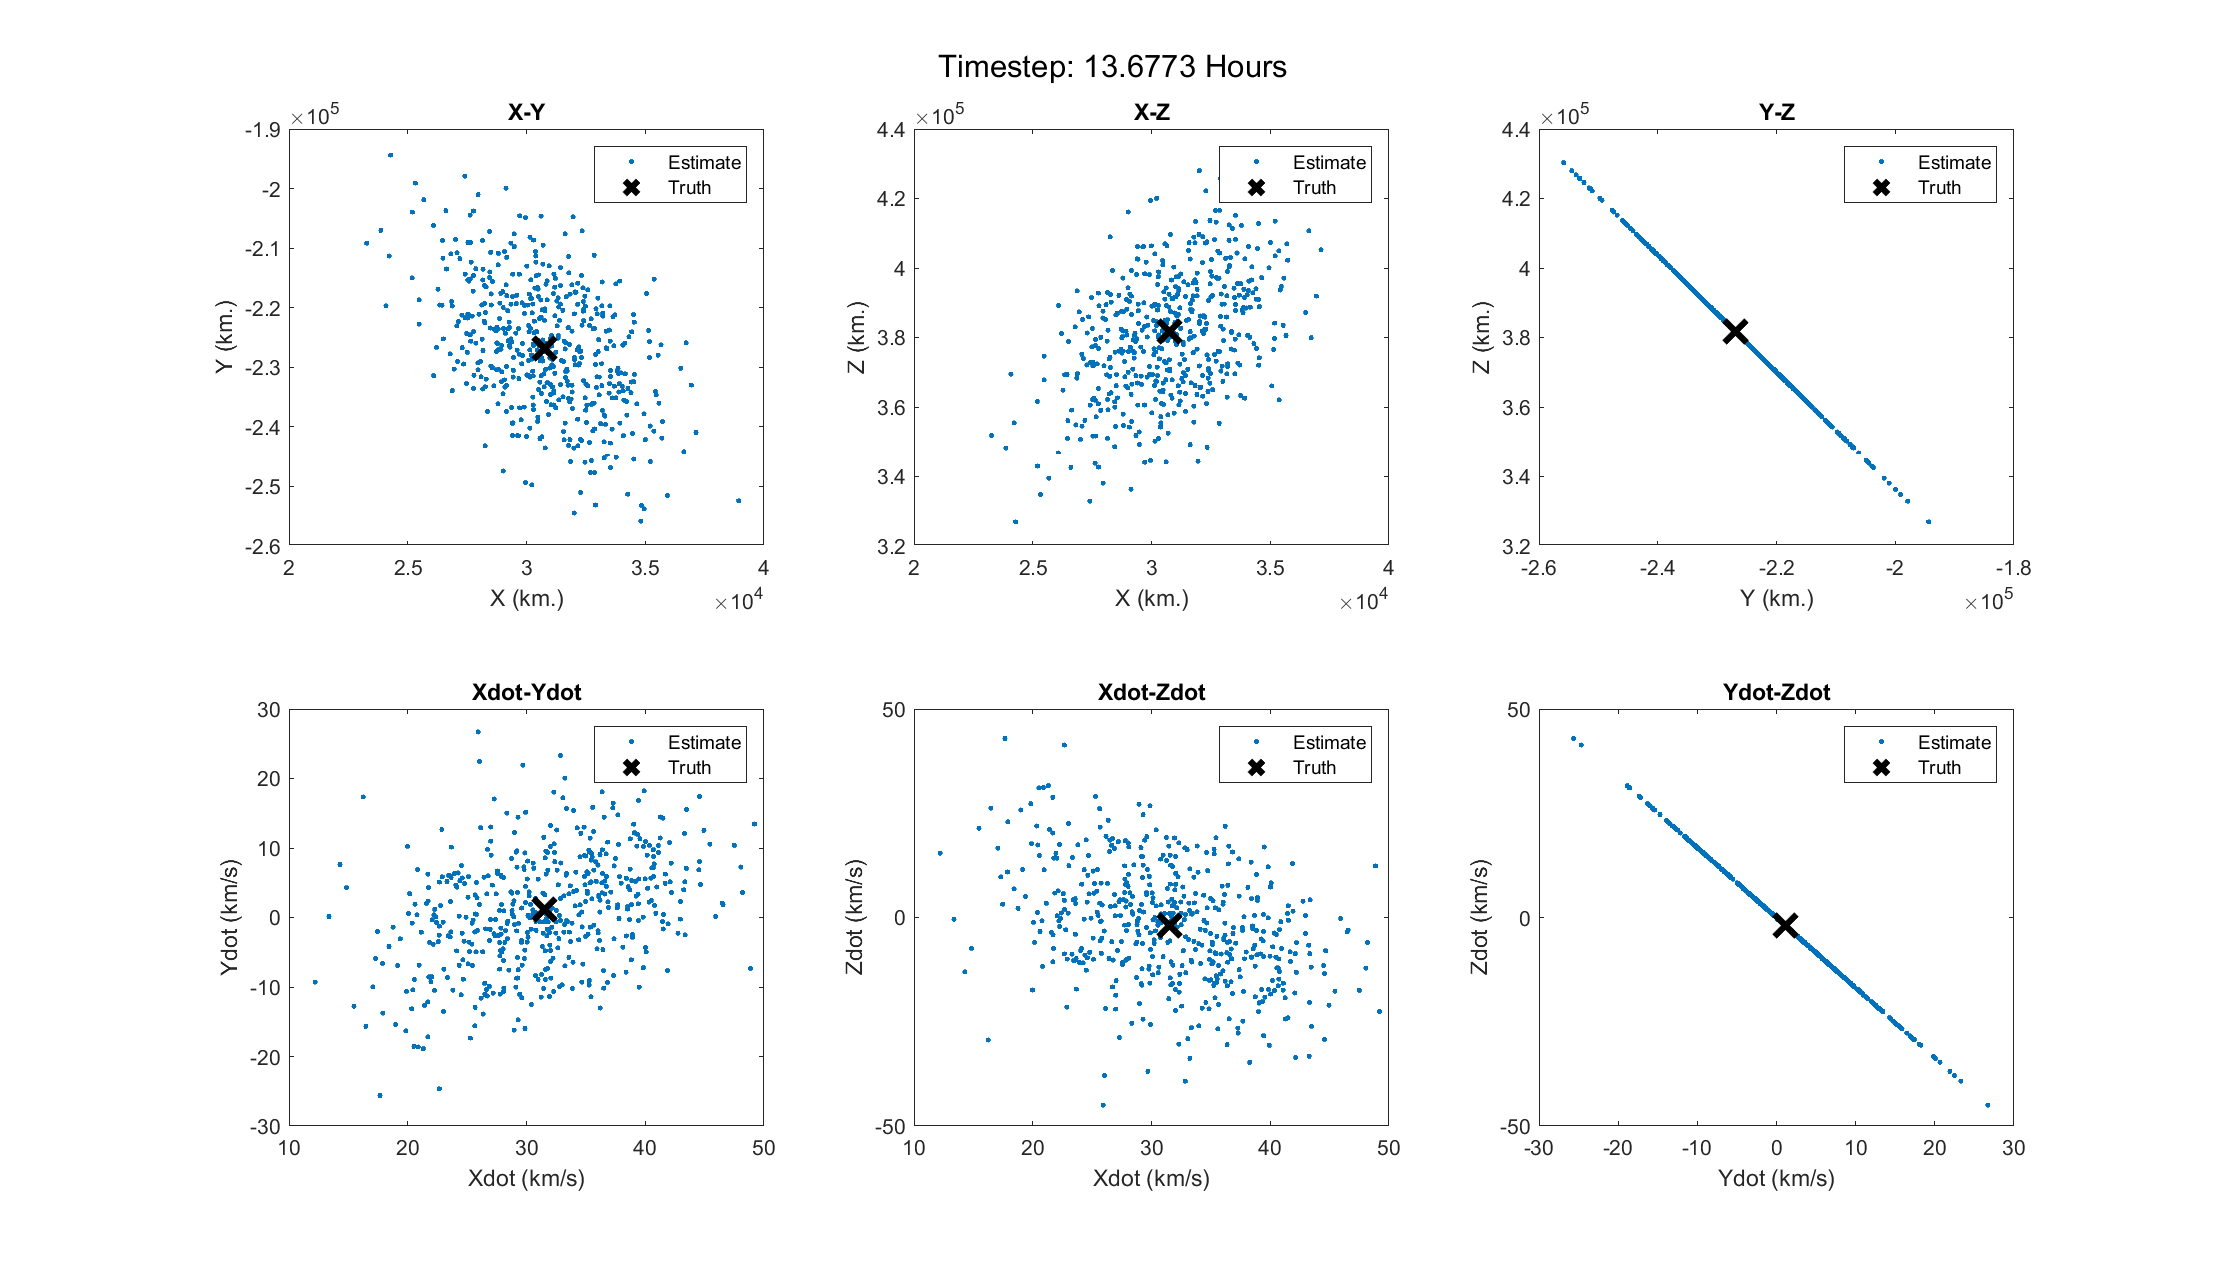 Timestep: 13.6773 Hours
X-Y
×10^5
-1.9
-2
-2.1
-2.2
-2.3
-2.4
-2.5
-2.6
Y (km.)
2 2.5 3 3.5 4
X (km.)
×10^4
Estimate
Truth
X-Z
×10^5
4.4
4.2
4
3.8
3.6
3.4
3.2
Z (km.)
2 2.5 3 3.5 4
X (km.)
×10^4
Estimate
Truth
Y-Z
×10^5
4.4
4.2
4
3.8
3.6
3.4
3.2
Z (km.)
-2.6 -2.4 -2.2 -2 -1.8
Y (km.)
×10^5
Estimate
Truth
Xdot-Ydot
30
20
10
0
-10
-20
-30
Ydot (km/s)
10 20 30 40 50
Xdot (km/s)
Estimate
Truth
Xdot-Zdot
50
0
-50
Zdot (km/s)
10 20 30 40 50
Xdot (km/s)
Estimate
Truth
Ydot-Zdot
50
0
-50
Zdot (km/s)
-30 -20 -10 0 10 20 30
Ydot (km/s)
Estimate
Truth